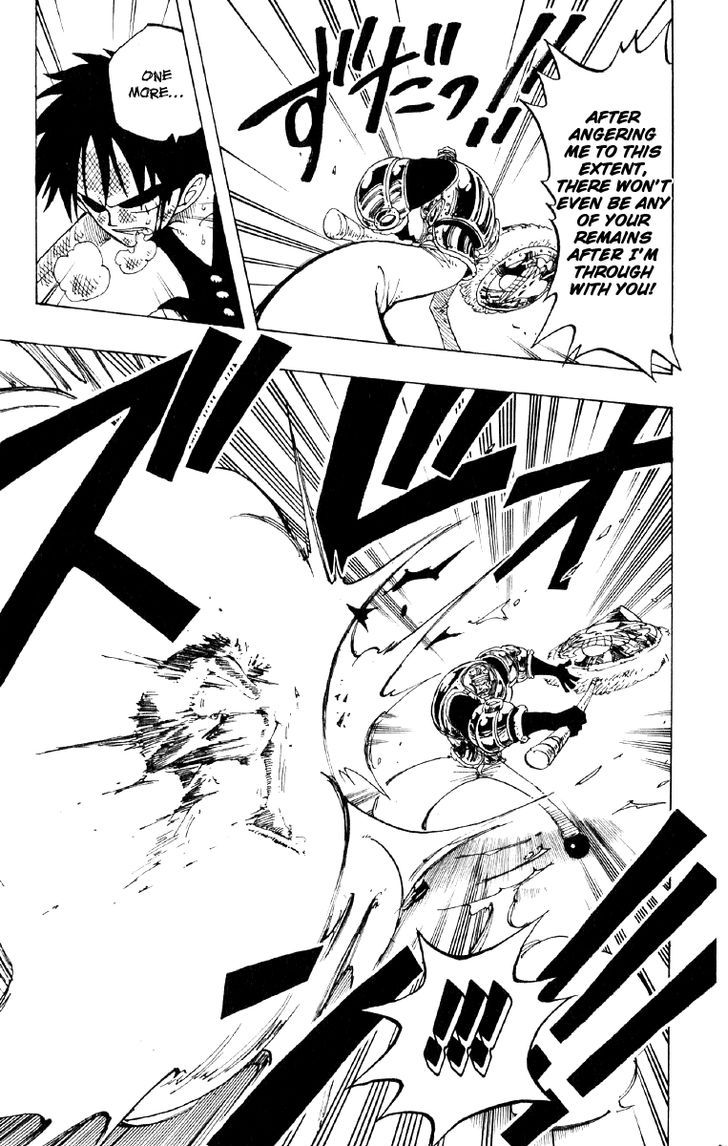 AFTER
ANGERING
ME TO THIS
EXTENT,
THERE WON'T
EVEN BE ANY
OF YOUR
REMAINS
AFTER I'M
THROUGH
WITH YOU!
ずだっ!!
ONE
MORE...
ズド
!!!